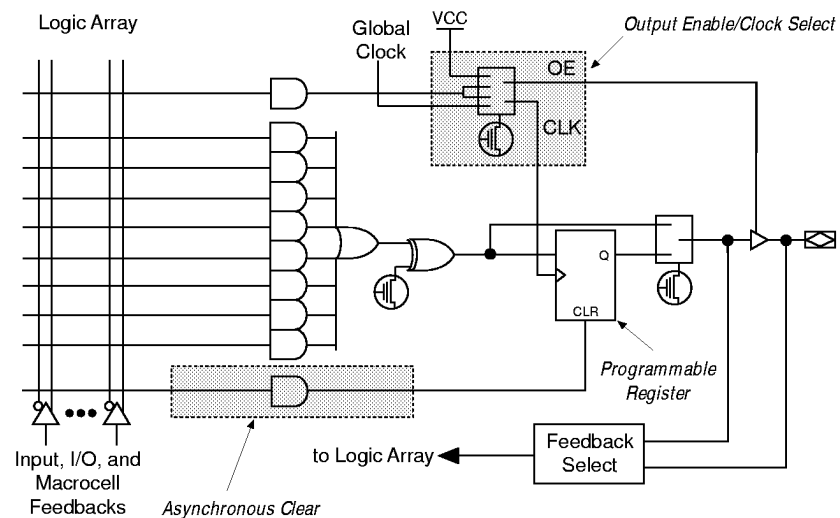 Logic Array
Global
Clock
VCC
Output Enable/Clock Select
OE
CLK
Q
CLR
Programmable
Register
Feedback
Select
to Logic Array
Input, I/O, and
Macrocell
Feedbacks
Asynchronous Clear